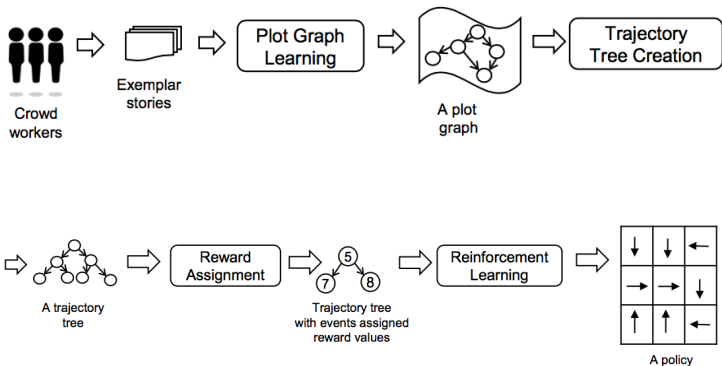 Crowd
workers
Exemplar
stories
Plot Graph
Learning
A plot
graph
Trajectory
Tree Creation
A trajectory
tree
Reward
Assignment
5
7
8
Trajectory tree
with events assigned
reward values
Reinforcement
Learning
A policy